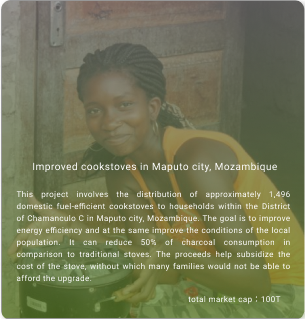 Improved cookstoves in Maputo city, Mozambique
This project involves the distribution of approximately 1,496
domestic fuel-efficient cookstoves to households within the District
of Chamanculo C in Maputo city, Mozambique. The goal is to improve
energy efficiency and at the same improve the conditions of the local
population. It can reduce 50% of charcoal consumption in
comparison to traditional stoves. The proceeds help subsidize the
cost of the stove, without which many families would not be able to
afford the upgrade.
total market cap : 100T